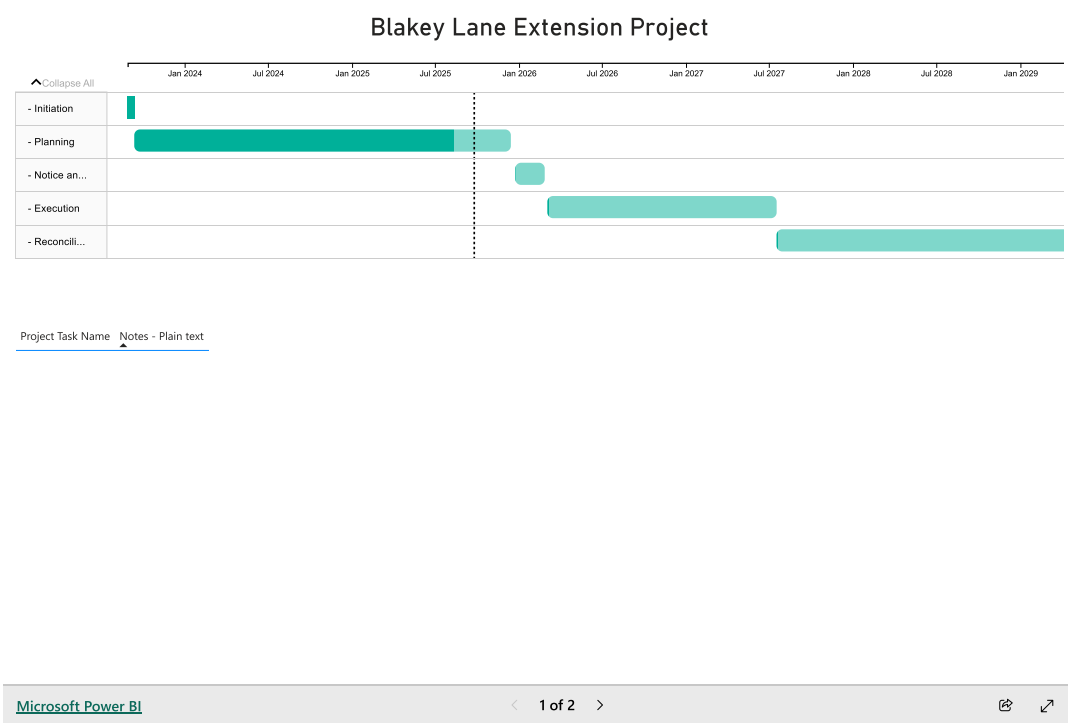 Blakey Lane Extension Project
Jan 2024 Jul 2024 Jan 2025 Jul 2025 Jan 2026 Jul 2026 Jan 2027 Jul 2027 Jan 2028 Jul 2028 Jan 2029
Collapse All
- Initiation
- Planning
- Notice an...
- Execution
- Reconcili...
Project Task Name Notes - Plain text
Microsoft Power BI 1 of 2